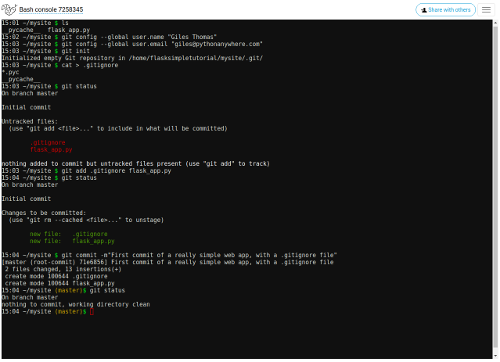 Bash console 7258345
Share with others
15:01 ~/mysite $ ls
__pycache__  flask_app.py
15:02 ~/mysite $ git config --global user.name "Giles Thomas"
15:03 ~/mysite $ git config --global user.email "giles@pythonanywhere.com"
15:03 ~/mysite $ git init
Initialized empty Git repository in /home/flasksimpletutorial/mysite/.git/
15:03 ~/mysite $ cat > .gitignore
*.pyc
__pycache__
15:03 ~/mysite $ git status
On branch master
Initial commit
Untracked files:
  (use "git add <file>..." to include in what will be committed)
        .gitignore
        flask_app.py
nothing added to commit but untracked files present (use "git add" to track)
15:03 ~/mysite $ git add .gitignore flask_app.py
15:04 ~/mysite $ git status
On branch master
Initial commit
Changes to be committed:
  (use "git rm --cached <file>..." to unstage)
        new file:   .gitignore
        new file:   flask_app.py
15:04 ~/mysite $ git commit -m"First commit of a really simple web app, with a .gitignore file"
[master (root-commit) 71e6856] First commit of a really simple web app, with a .gitignore file
 2 files changed, 13 insertions(+)
 create mode 100644 .gitignore
 create mode 100644 flask_app.py
15:04 ~/mysite (master)$ git status
On branch master
nothing to commit, working directory clean
15:04 ~/mysite (master)$